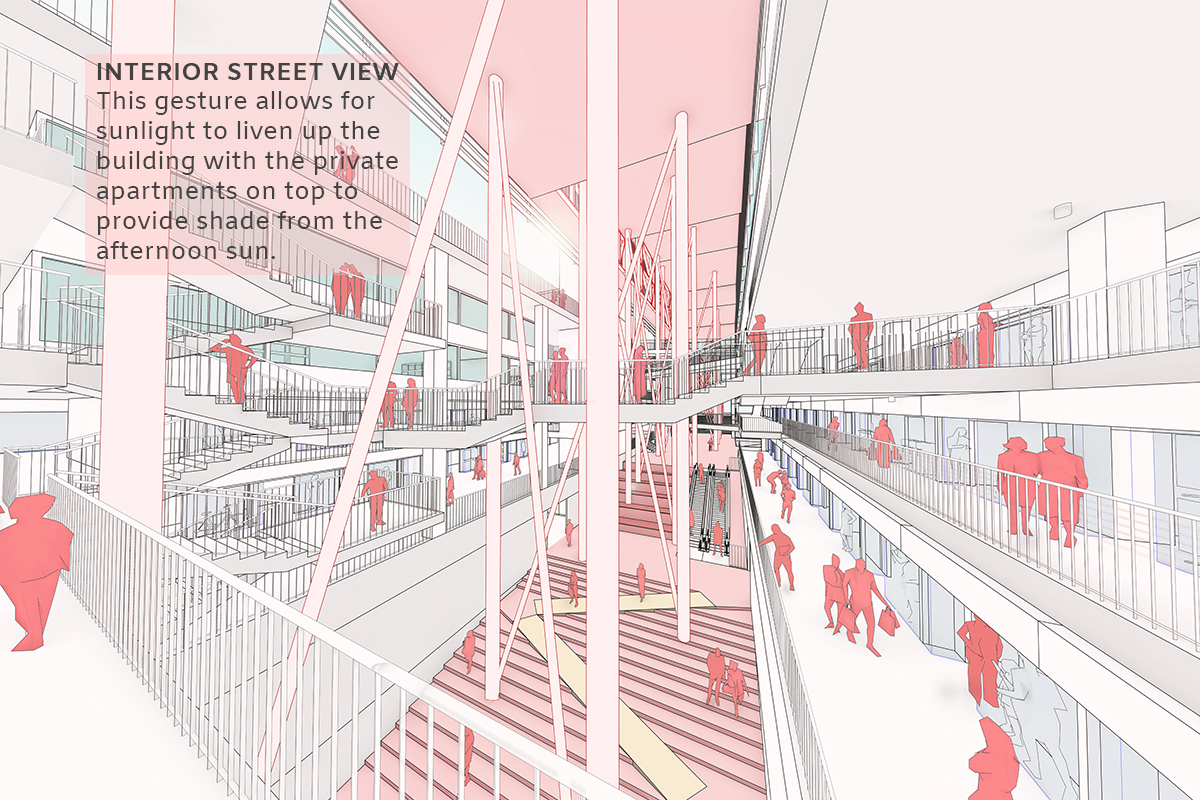 INTERIOR STREET VIEW
This gesture allows for
sunlight to liven up the
building with the private
apartments on top to
provide shade from the
afternoon sun.